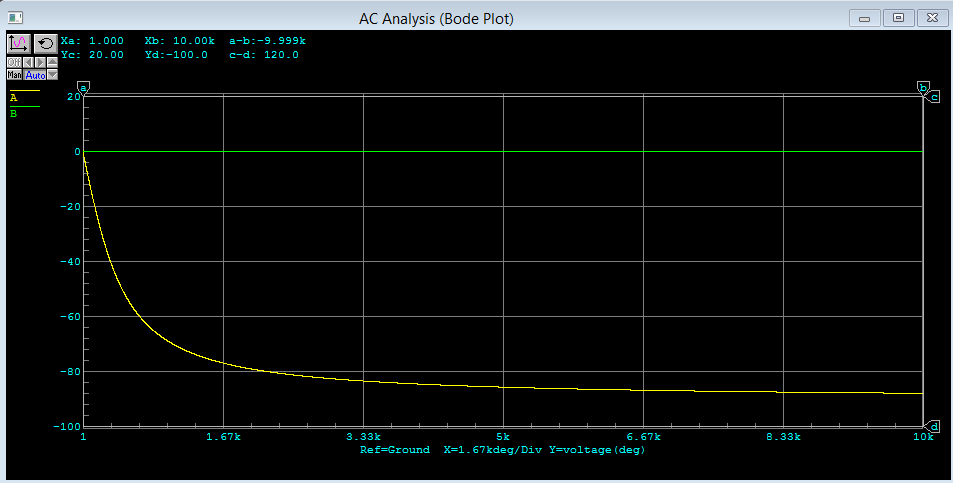 AC Analysis (Bode Plot)
Xa: 1.000 Xb: 10.00k a-b:-9.999k
Yc: 20.00 Yd:-100.0 c-d: 120.0
Off
Man Auto
A
B
a b
20 c
0
-20
-40
-60
-80
-100 d
1 1.67k 3.33k 5k 6.67k 8.33k 10k
Ref=Ground X=1.67kdeg/Div Y=voltage(deg)